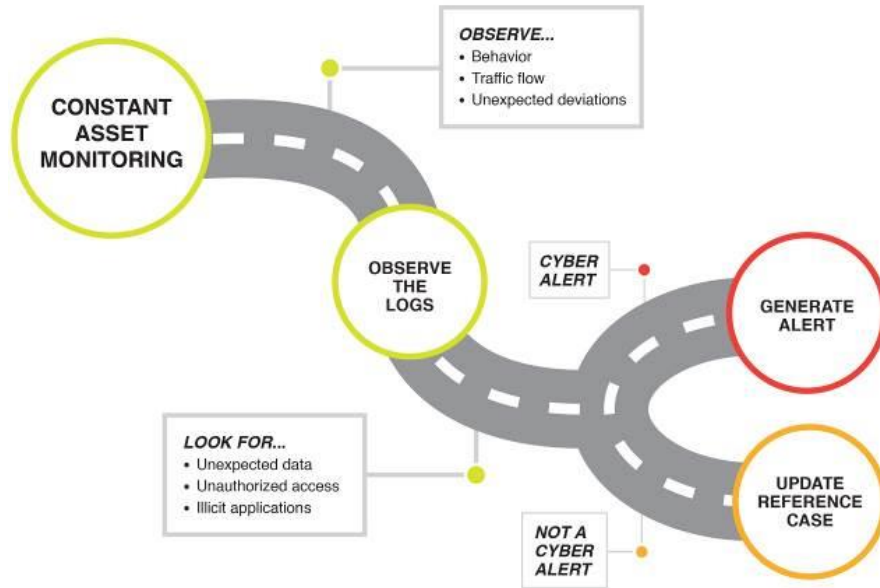 CONSTANT
ASSET
MONITORING
OBSERVE...
• Behavior
• Traffic flow
• Unexpected deviations
OBSERVE
THE
LOGS
LOOK FOR...
• Unexpected data
• Unauthorized access
• Illicit applications
CYBER
ALERT
GENERATE
ALERT
NOT A
CYBER
ALERT
UPDATE
REFERENCE
CASE